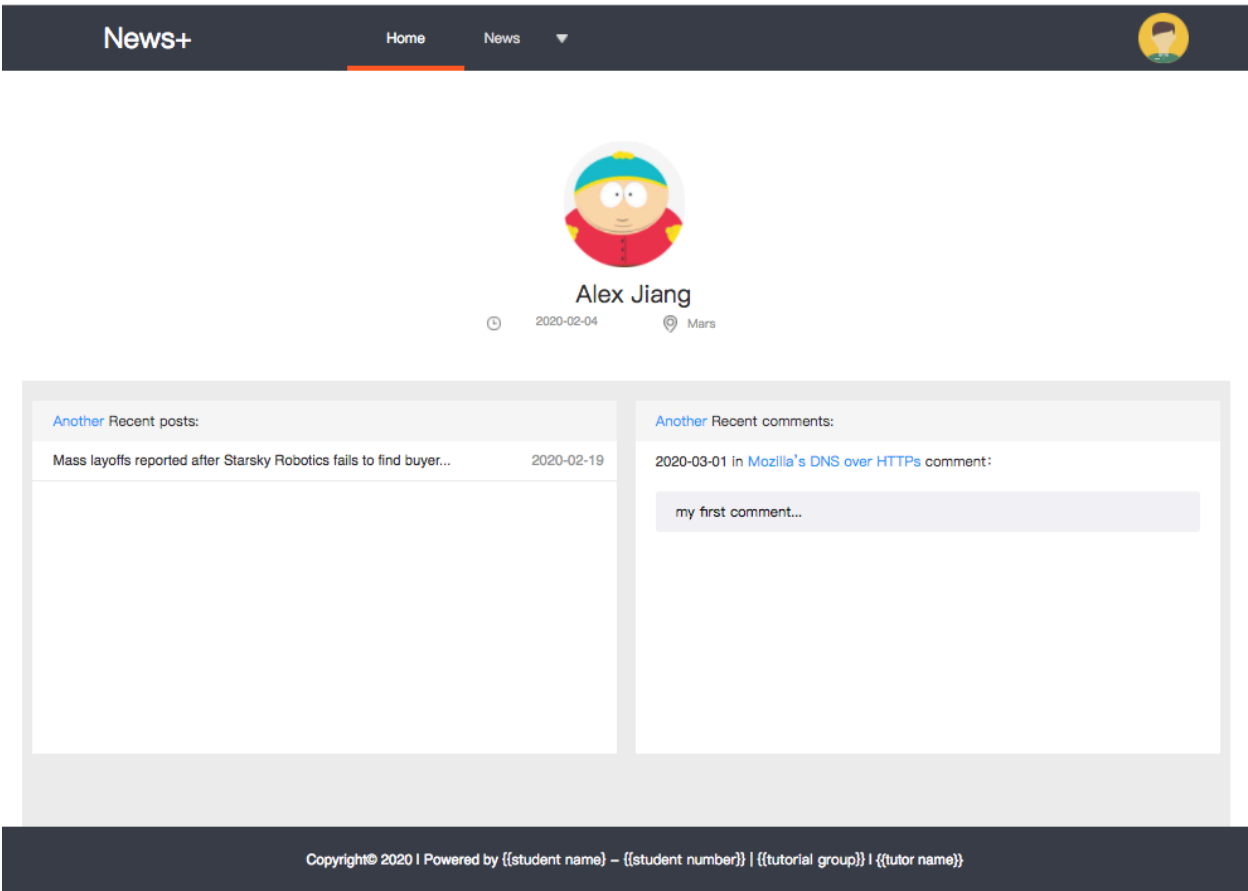 News+
Home News
Alex Jiang
2020-02-04 Mars
Another Recent posts:
Mass layoffs reported after Starsky Robotics fails to find buyer... 2020-02-19
Another Recent comments:
2020-03-01 in Mozilla's DNS over HTTPs comment:
my first comment...
Copyright© 2020 I Powered by {{student name} – {{student number}} | {{tutorial group}} I {{tutor name}}